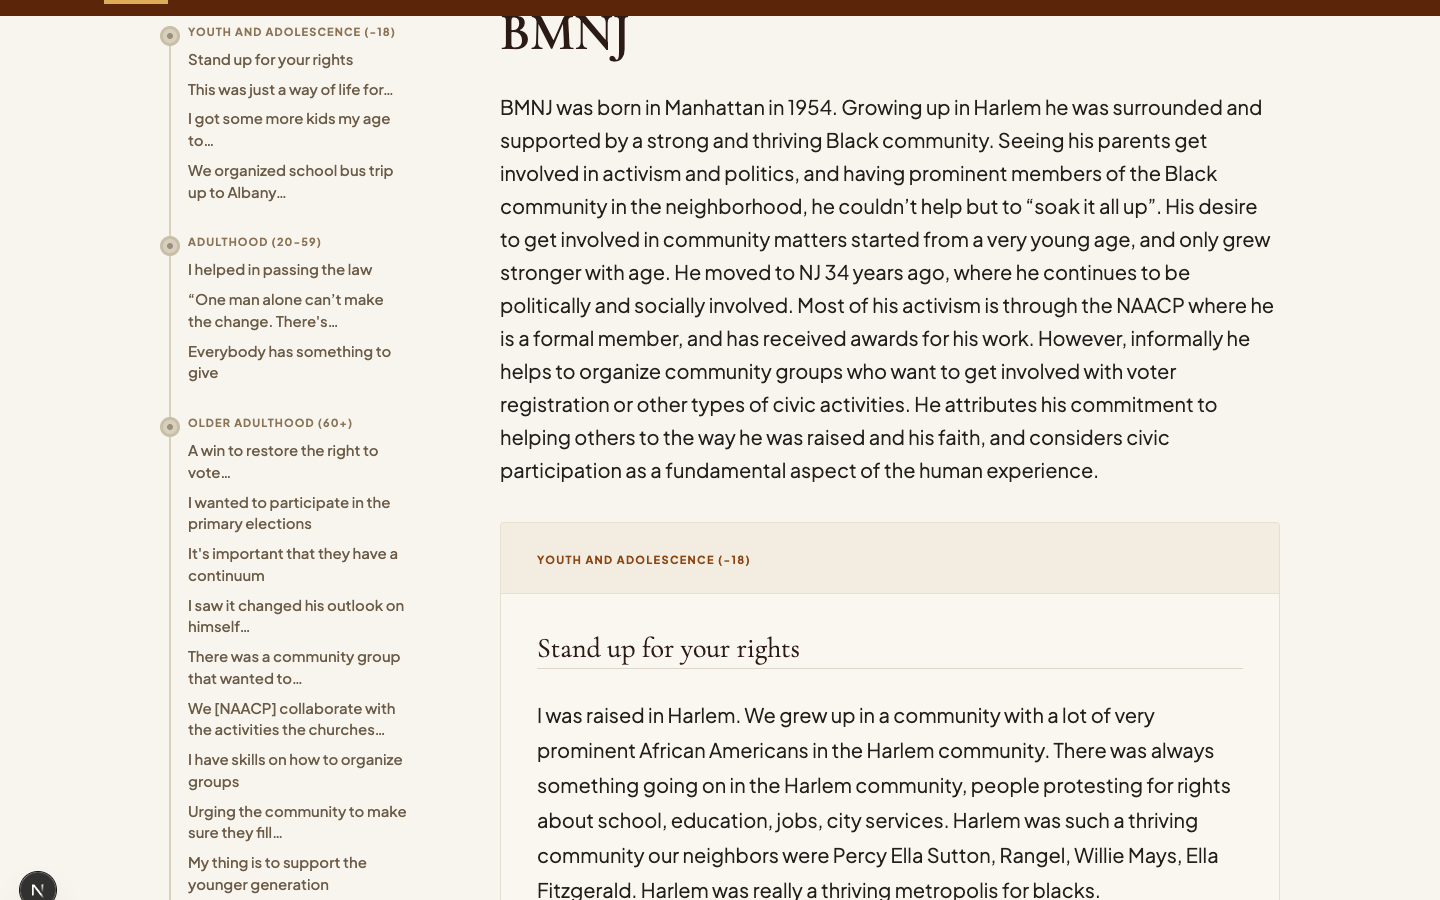 YOUTH AND ADOLESCENCE (-18)
Stand up for your rights
This was just a way of life for...
I got some more kids my age
to...
We organized school bus trip
up to Albany...
ADULTHOOD (20-59)
I helped in passing the law
“One man alone can’t make
the change. There's...
Everybody has something to
give
OLDER ADULTHOOD (60+)
A win to restore the right to
vote...
I wanted to participate in the
primary elections
It's important that they have a
continuum
I saw it changed his outlook on
himself...
There was a community group
that wanted to...
We [NAACP] collaborate with
the activities the churches...
I have skills on how to organize
groups
Urging the community to make
sure they fill...
My thing is to support the
younger generation
N
BMNJ
BMNJ was born in Manhattan in 1954. Growing up in Harlem he was surrounded and
supported by a strong and thriving Black community. Seeing his parents get
involved in activism and politics, and having prominent members of the Black
community in the neighborhood, he couldn’t help but to “soak it all up”. His desire
to get involved in community matters started from a very young age, and only grew
stronger with age. He moved to NJ 34 years ago, where he continues to be
politically and socially involved. Most of his activism is through the NAACP where he
is a formal member, and has received awards for his work. However, informally he
helps to organize community groups who want to get involved with voter
registration or other types of civic activities. He attributes his commitment to
helping others to the way he was raised and his faith, and considers civic
participation as a fundamental aspect of the human experience.
YOUTH AND ADOLESCENCE (-18)
Stand up for your rights
I was raised in Harlem. We grew up in a community with a lot of very
prominent African Americans in the Harlem community. There was always
something going on in the Harlem community, people protesting for rights
about school, education, jobs, city services. Harlem was such a thriving
community our neighbors were Percy Ella Sutton, Rangel, Willie Mays, Ella
Fitzgerald. Harlem was really a thriving metropolis for blacks.